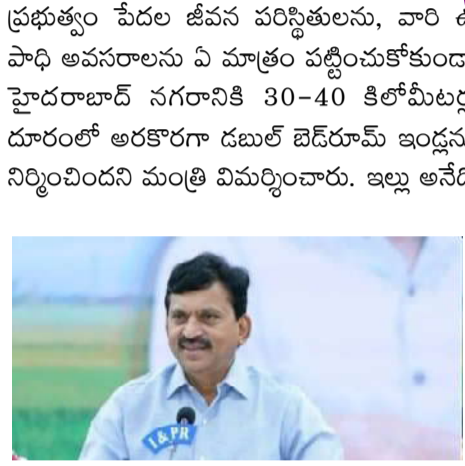 ప్రభుత్వం పేదల జీవన పరిస్థితులను, వారి ఉ
పాధి అవసరాలను ఏ మాత్రం పట్టించుకోకుండా
హైదరాబాద్ నగరానికి 30-40 కిలోమీటర్ల
దూరంలో అరకొరగా డబుల్ బెడ్‌రూమ్ ఇండ్లను
నిర్మించిందని మంత్రి విమర్శించారు. ఇల్లు అనేది
I & PR